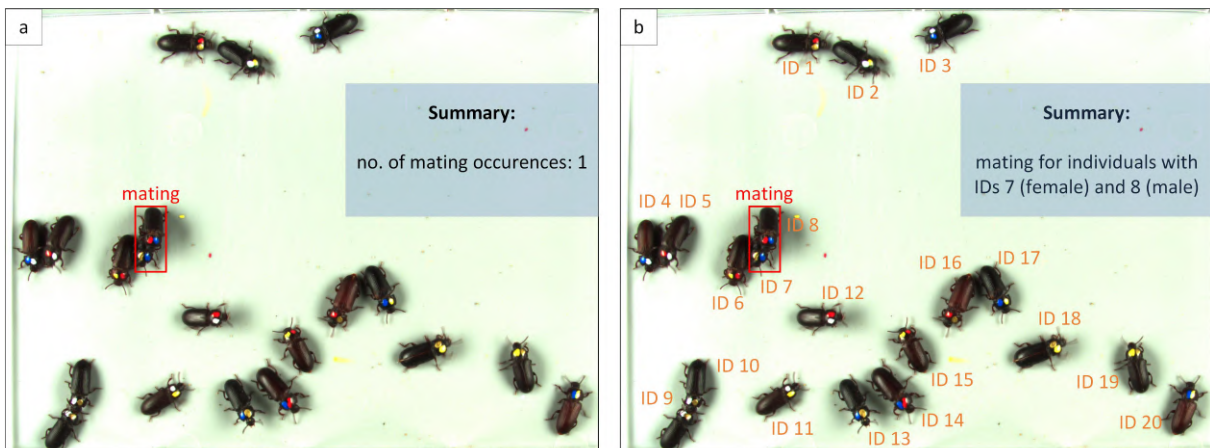 a
Summary:
no. of mating occurences: 1
mating
b
ID 1
ID 2
ID 3
Summary:
mating for individuals with
IDs 7 (female) and 8 (male)
ID 4
ID 5
mating
ID 8
ID 6
ID 7
ID 16
ID 17
ID 12
ID 18
ID 10
ID 15
ID 9
ID 19
ID 11
ID 14
ID 20
ID 13